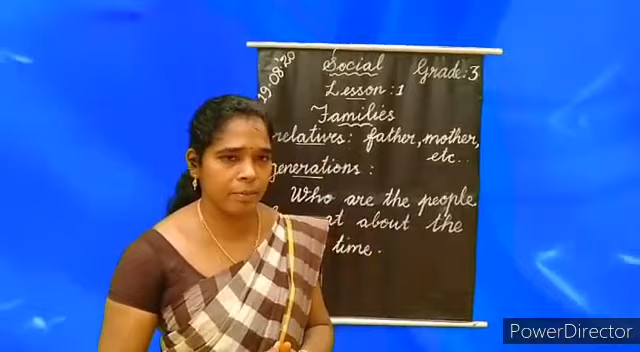 19-08-'20
Social
Grade: 3
Lesson: 1
Families
relatives: father, mother,
etc..
generations:
Who are the people
at about the
time.
PowerDirector